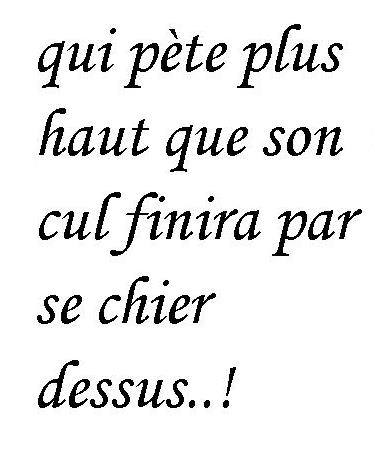 qui pète plus
haut que son
cul finira par
se chier
dessus..!